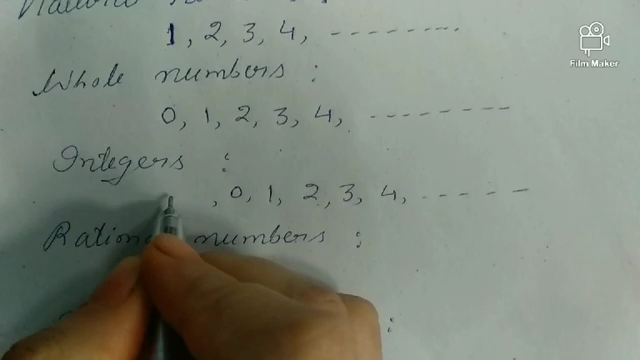 1, 2, 3, 4, ---------
Whole numbers :
0, 1, 2, 3, 4, ---------
Integers :
, 0, 1, 2, 3, 4, ------
numbers :
:
Film Maker